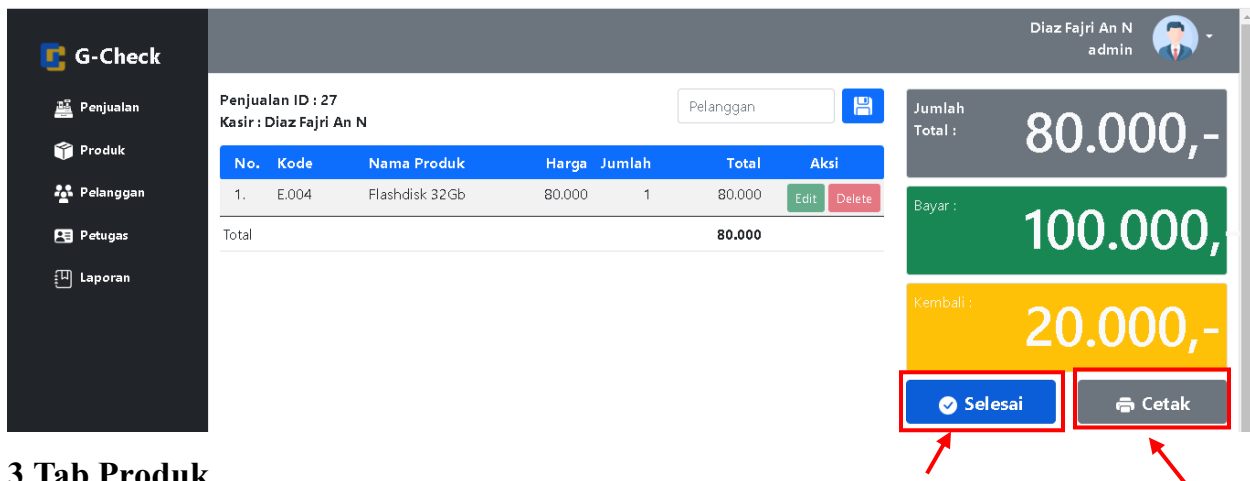 Diaz Fajri An N
admin
G-Check
Penjualan
Produk
Pelanggan
Petugas
Laporan
Penjualan ID : 27
Kasir : Diaz Fajri An N
Pelanggan
No. Kode Nama Produk Harga Jumlah Total Aksi
1. E.004 Flashdisk 32Gb 80.000 1 80.000 Edit Delete
Total 80.000
Jumlah
Total :
80.000,-
Bayar :
100.000,-
Kembali :
20.000,-
Selesai
Cetak
3 Tab Produk